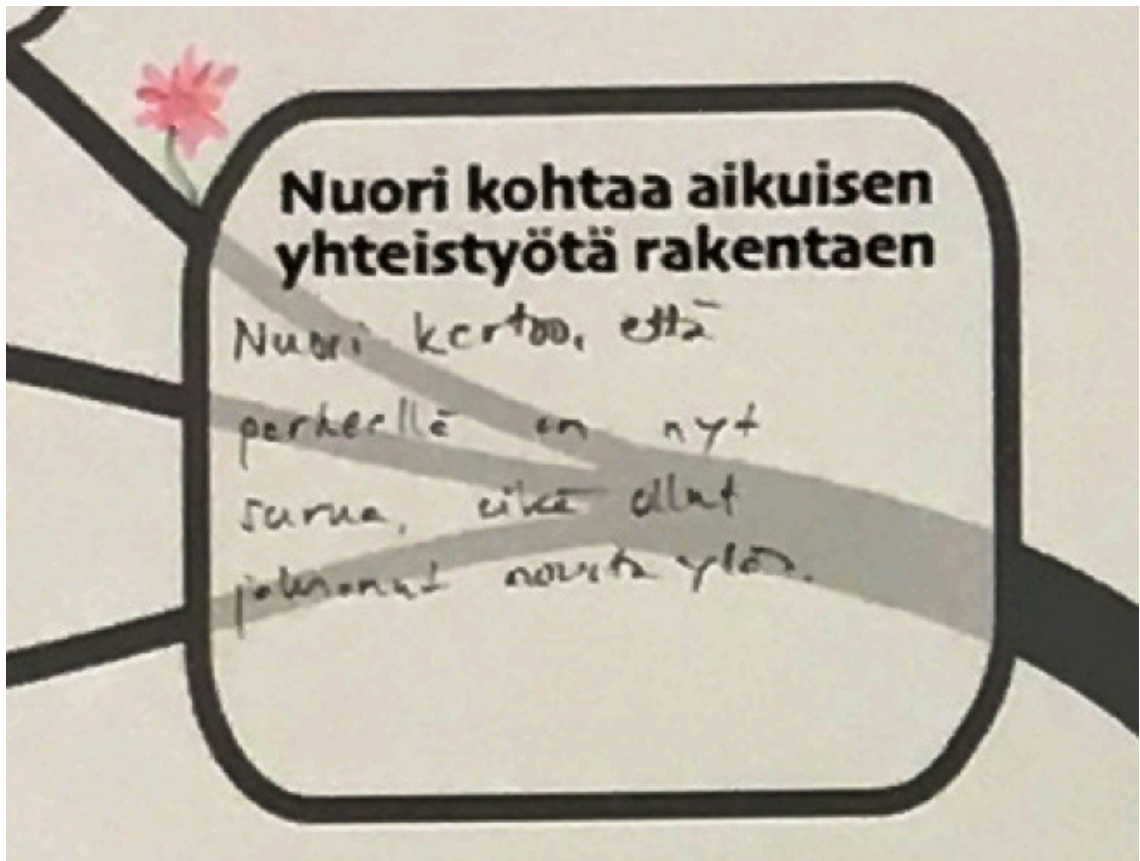 Nuori kohtaa aikuisen
yhteistyötä rakentaen
Nuori kertoo, että
perheellä on nyt
surua, eikä ollut
jaksanut nousta ylös.